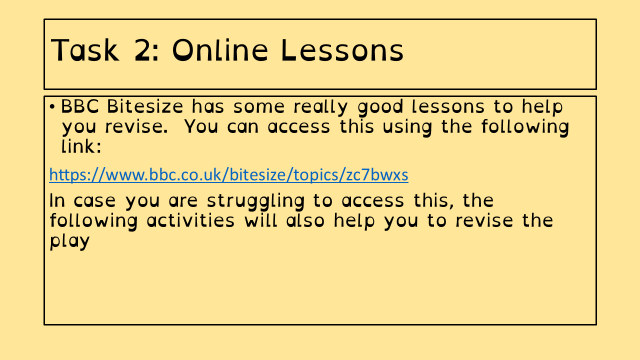 Task 2: Online Lessons
• BBC Bitesize has some really good lessons to help
you revise.  You can access this using the following
link:
https://www.bbc.co.uk/bitesize/topics/zc7bwxs
In case you are struggling to access this, the
following activities will also help you to revise the
play